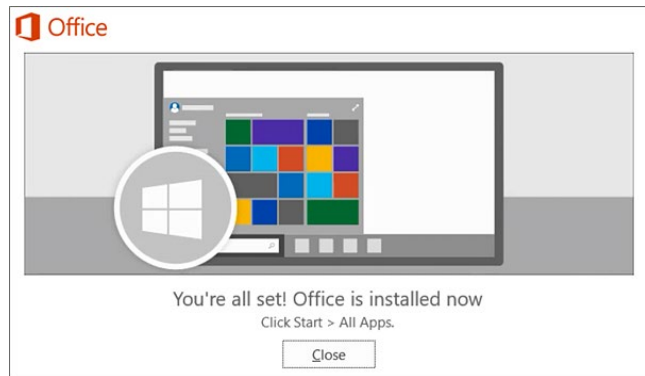 Office
You're all set! Office is installed now
Click Start > All Apps.
Close